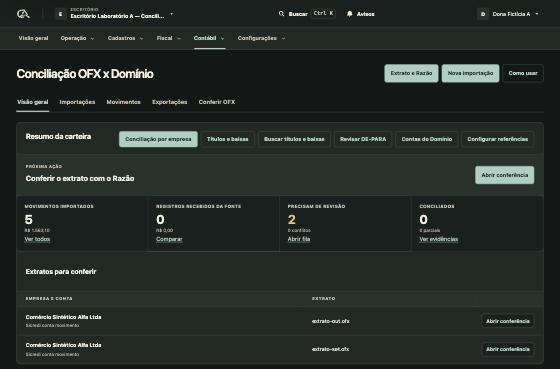 ESCRITÓRIO
E Escritório Laboratório A — Concili...
Buscar Ctrl K
Avisos
D Dona Fictícia A
Visão geral Operação Cadastros Fiscal Contábil Configurações
Conciliação OFX x Domínio
Extrato e Razão Nova importação Como usar
Visão geral Importações Movimentos Exportações Conferir OFX
Resumo da carteira
Conciliação por empresa Títulos e baixas Buscar títulos e baixas Revisar DE-PARA Contas do Domínio Configurar referências
PRÓXIMA AÇÃO
Conferir o extrato com o Razão
Abrir conferência
MOVIMENTOS IMPORTADOS
5
R$ 1.563,10
Ver todos
REGISTROS RECEBIDOS DA FONTE
0
R$ 0,00
Comparar
PRECISAM DE REVISÃO
2
0 conflitos
Abrir fila
CONCILIADOS
0
0 parciais
Ver evidências
Extratos para conferir
EMPRESA E CONTA EXTRATO
Comércio Sintético Alfa Ltda
Sicredi conta movimento
extrato-out.ofx
Abrir conferência
Comércio Sintético Alfa Ltda
Sicredi conta movimento
extrato-set.ofx
Abrir conferência